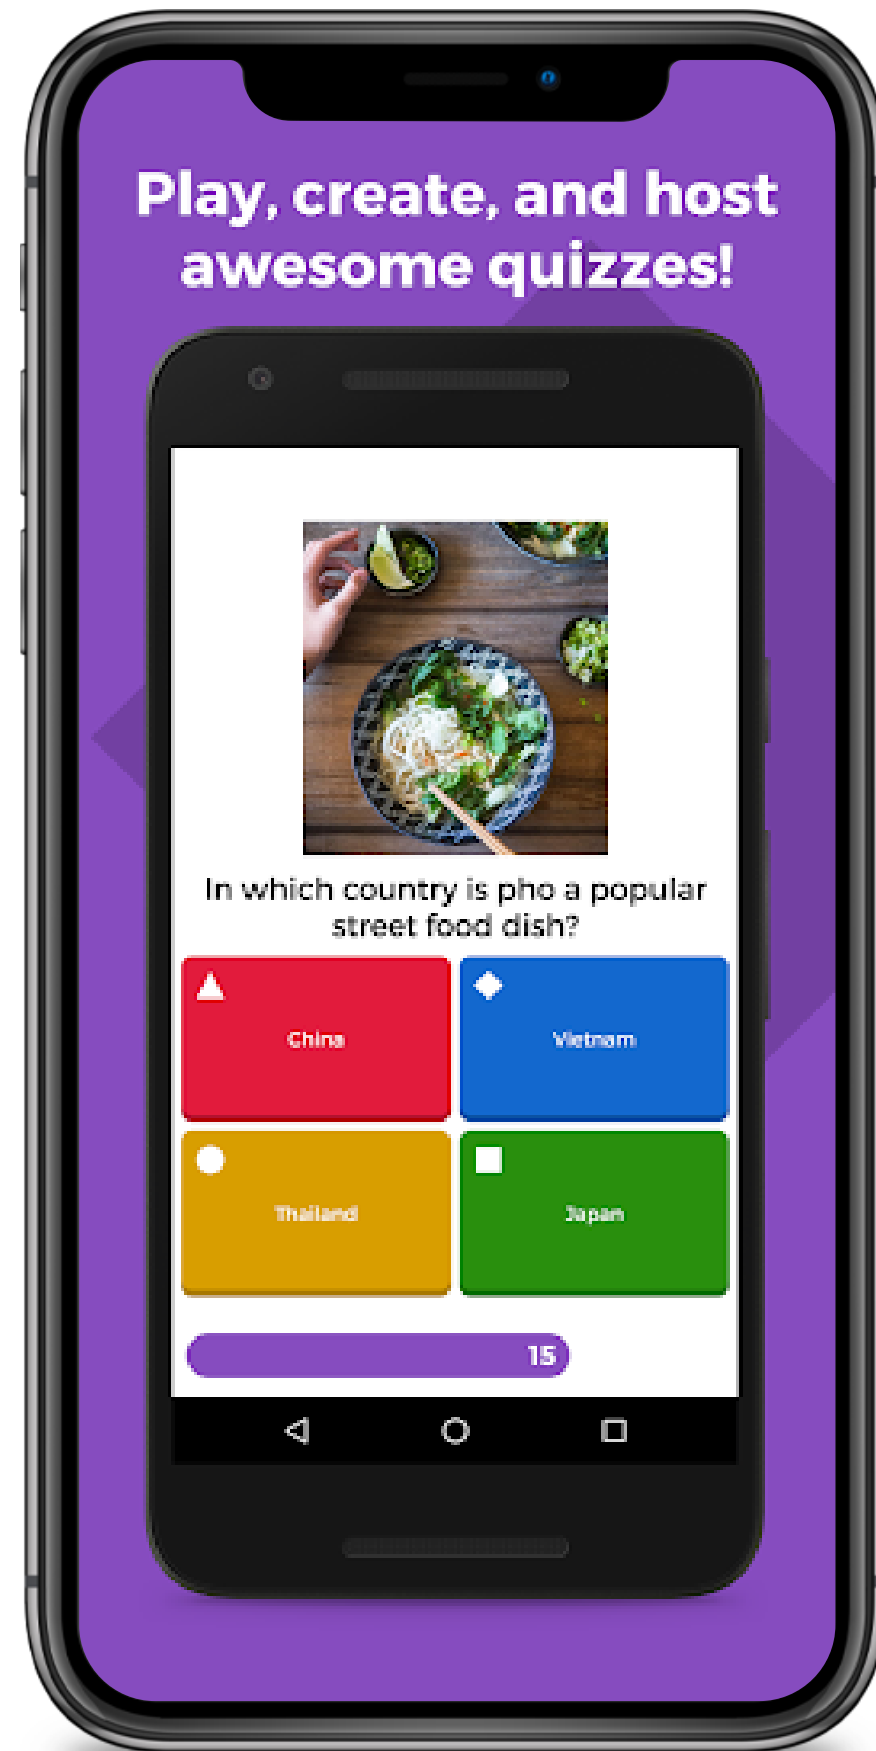 Play, create, and host
awesome quizzes!
In which country is pho a popular
street food dish?
China
Vietnam
Thailand
Japan
15